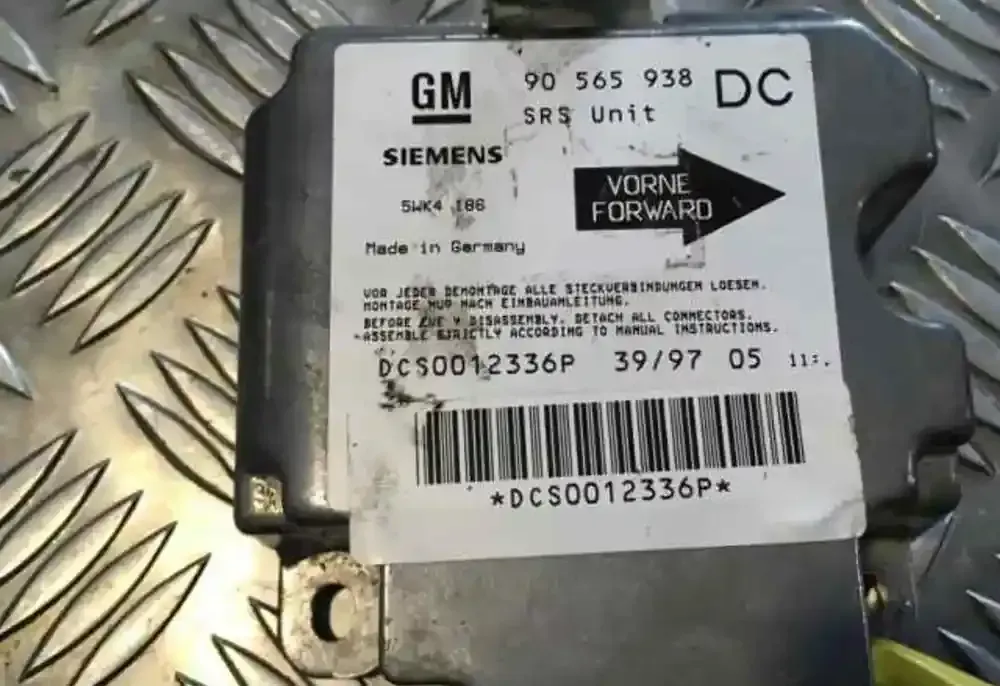 GM 90 565 938 DC
SRS Unit
SIEMENS
VORNE
FORWARD
5WK4 186
Made in Germany
VOR JEDER DEMONTAGE ALLE STECKVERBINDUNGEN LOESEN.
MONTAGE NUR NACH EINBAUANLEITUNG.
BEFORE DISASSEMBLY, DETACH ALL CONNECTORS.
ASSEMBLE STRICTLY ACCORDING TO MANUAL INSTRUCTIONS.
DCS0012336P 39/97 05
*DCS0012336P*